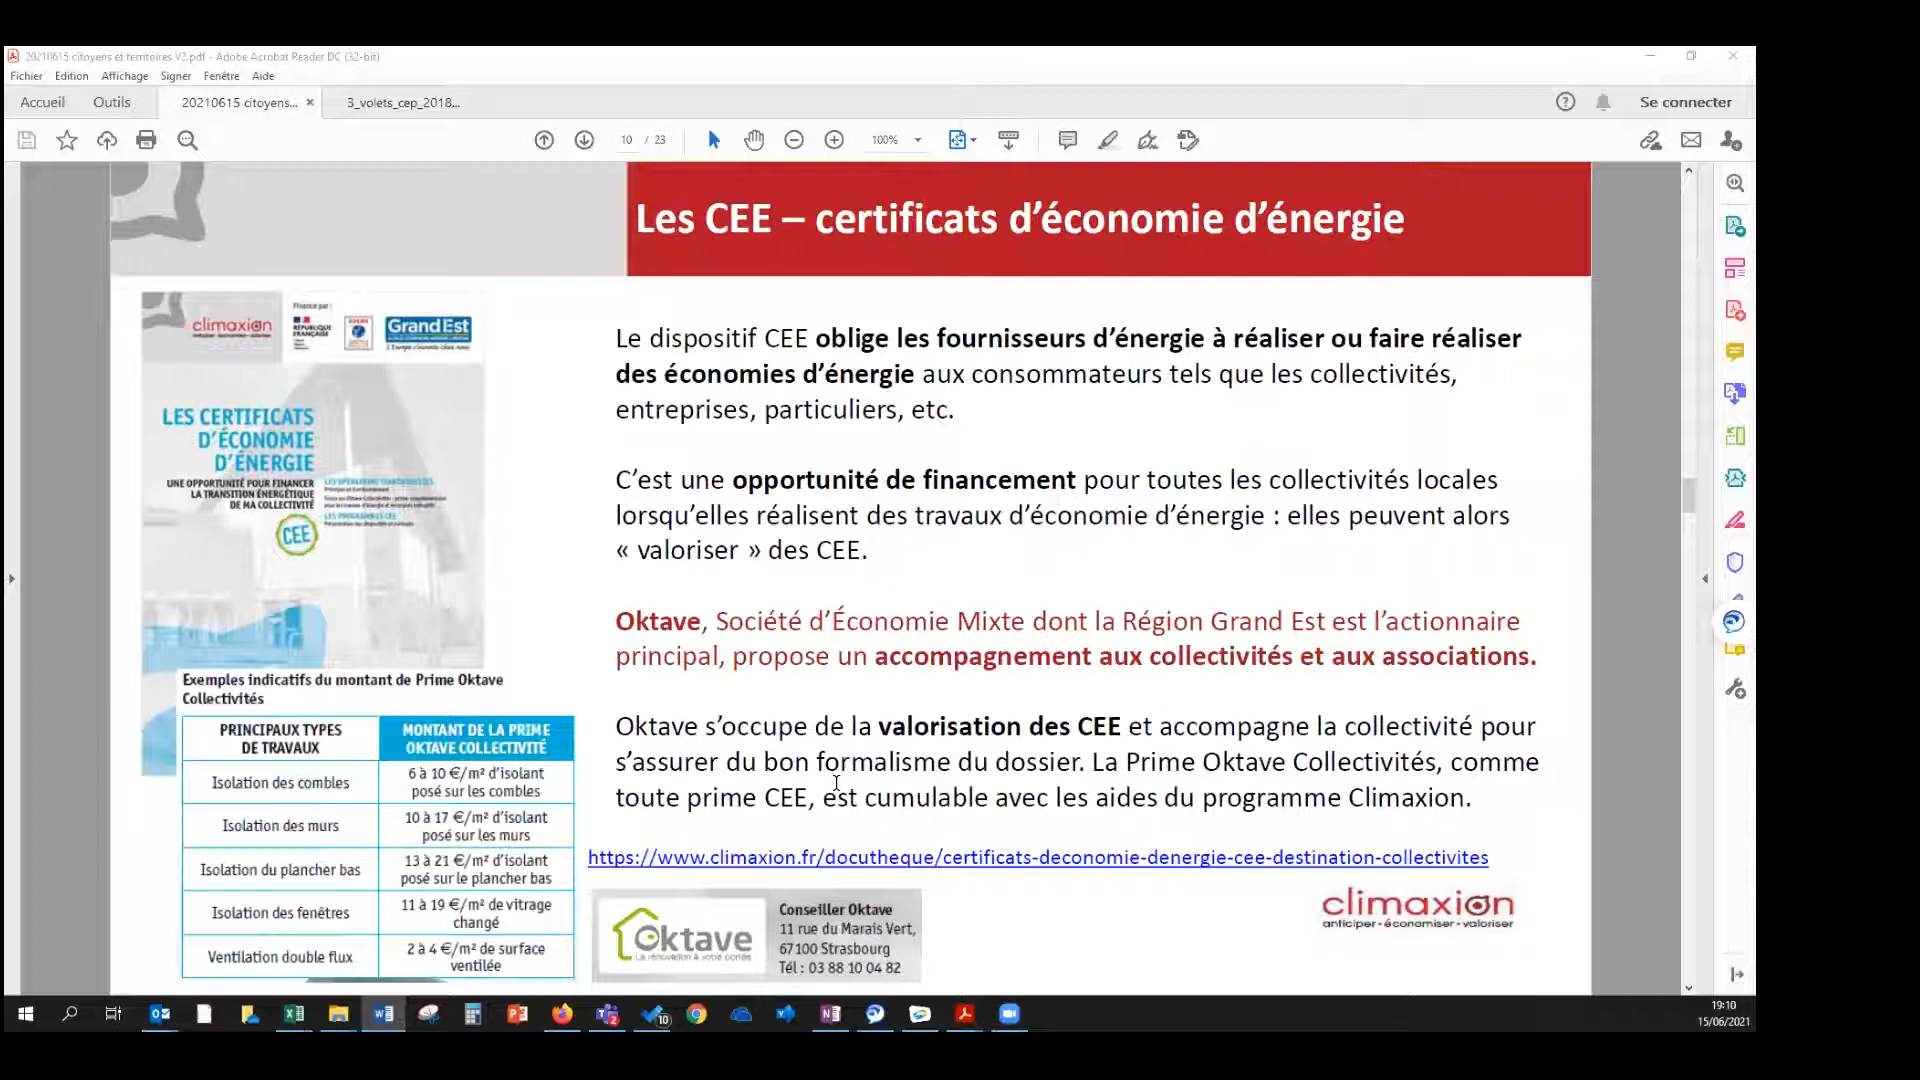 20210615 citoyens et territoires V2.pdf - Adobe Acrobat Reader DC (32-bit)
Fichier Edition Affichage Signer Fenêtre Aide
Accueil Outils 20210615 citoyens... × 3_volets_cep_2018... Se connecter
10 / 23 100%
Les CEE – certificats d’économie d’énergie
climaxion
Financé par :
RÉPUBLIQUE
FRANÇAISE
Grand Est
LES CERTIFICATS
D’ÉCONOMIE
D’ÉNERGIE
UNE OPPORTUNITÉ POUR FINANCER
LA TRANSITION ÉNERGÉTIQUE
DE MA COLLECTIVITÉ
CEE
Exemples indicatifs du montant de Prime Oktave
Collectivités
PRINCIPAUX TYPES
DE TRAVAUX
MONTANT DE LA PRIME
OKTAVE COLLECTIVITÉ
Isolation des combles
6 à 10 €/m² d’isolant
posé sur les combles
Isolation des murs
10 à 17 €/m² d’isolant
posé sur les murs
Isolation du plancher bas
13 à 21 €/m² d’isolant
posé sur le plancher bas
Isolation des fenêtres
11 à 19 €/m² de vitrage
changé
Ventilation double flux
2 à 4 €/m² de surface
ventilée
Le dispositif CEE oblige les fournisseurs d’énergie à réaliser ou faire réaliser
des économies d’énergie aux consommateurs tels que les collectivités,
entreprises, particuliers, etc.
C’est une opportunité de financement pour toutes les collectivités locales
lorsqu’elles réalisent des travaux d’économie d’énergie : elles peuvent alors
« valoriser » des CEE.
Oktave, Société d’Économie Mixte dont la Région Grand Est est l’actionnaire
principal, propose un accompagnement aux collectivités et aux associations.
Oktave s’occupe de la valorisation des CEE et accompagne la collectivité pour
s’assurer du bon formalisme du dossier. La Prime Oktave Collectivités, comme
toute prime CEE, est cumulable avec les aides du programme Climaxion.
https://www.climaxion.fr/docutheque/certificats-deconomie-denergie-cee-destination-collectivites
Oktave
La rénovation à votre portée
Conseiller Oktave
11 rue du Marais Vert,
67100 Strasbourg
Tél : 03 88 10 04 82
climaxion
anticiper • économiser • valoriser
10
2
19:10
15/06/2021